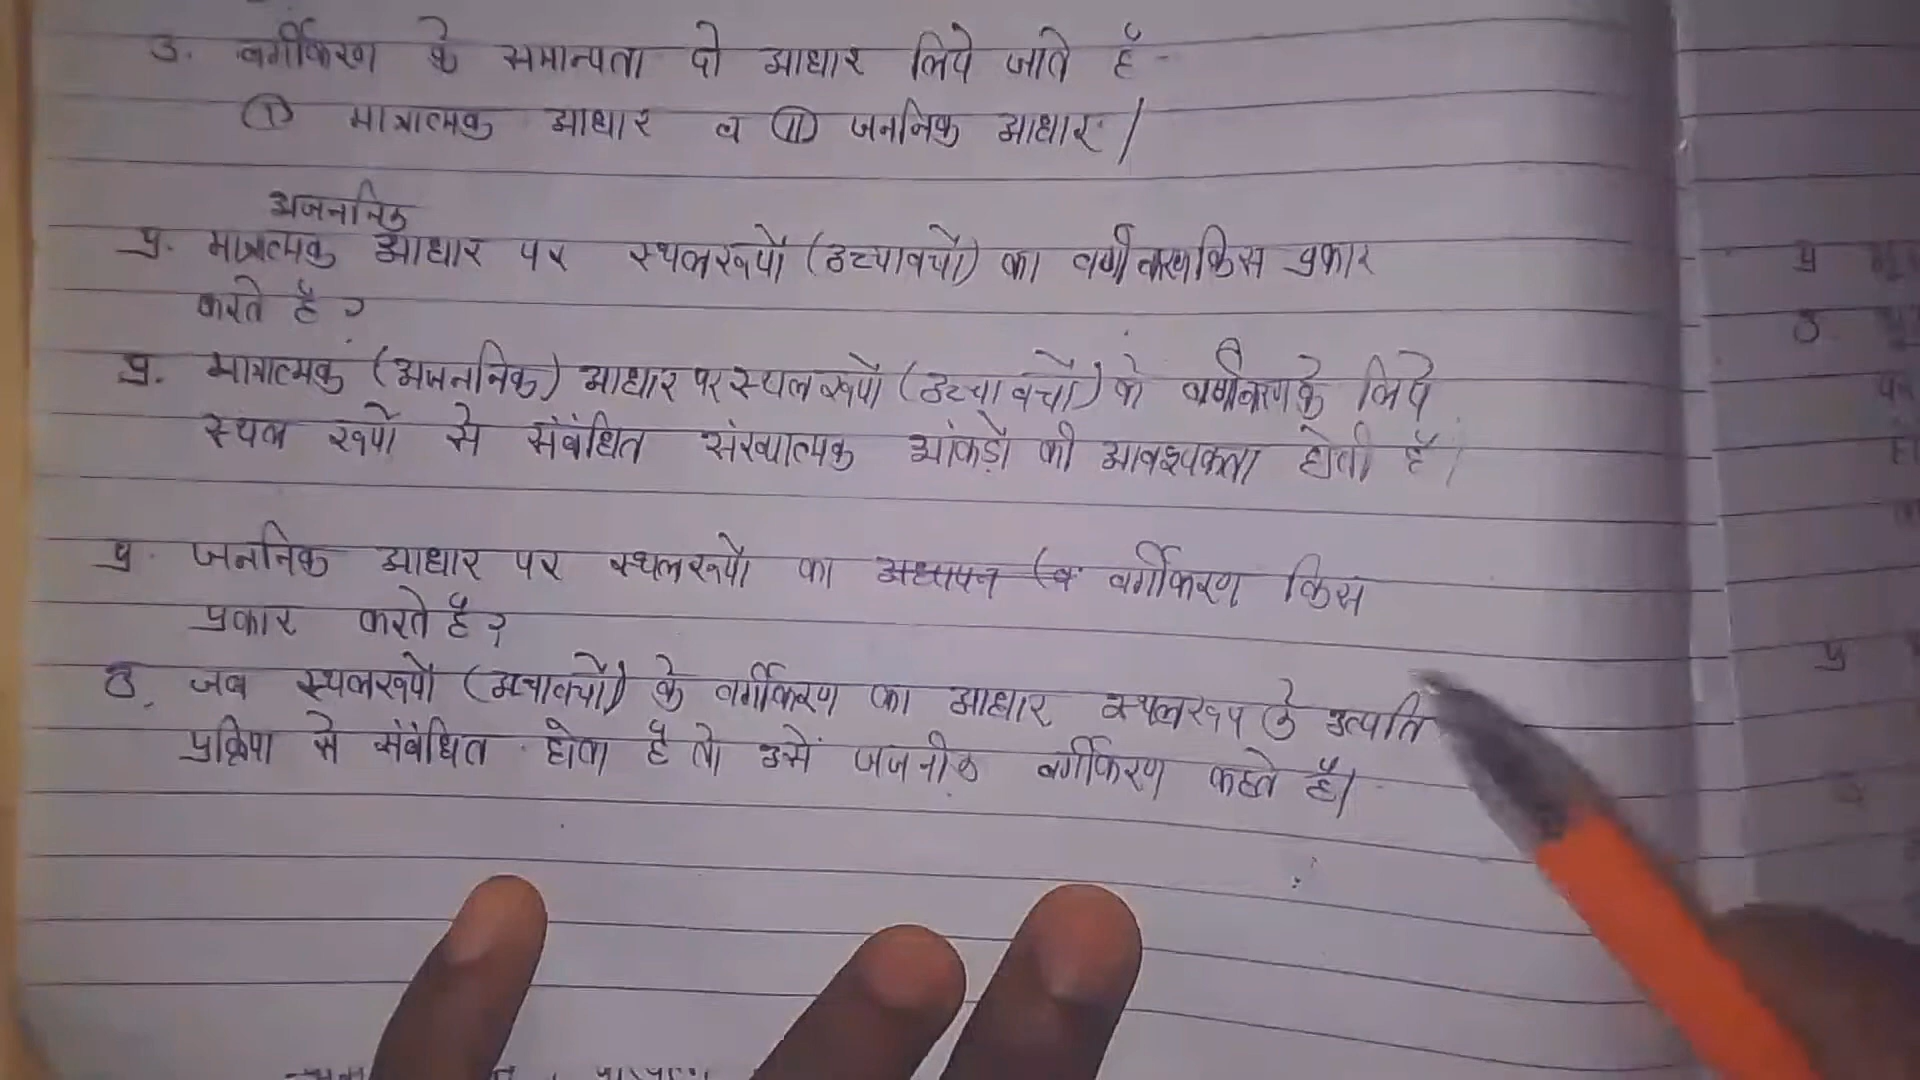 उ. वर्गीकरण के समान्यता दो आधार लिये जाते है -
① मात्रात्मक आधार व ⑪ जननिक आधार।
अजननिक
प्र. मात्रात्मक आधार पर स्थलरूपों (उच्चावचों) का वर्गीकरण किस प्रकार
करते है ?
प्र. मात्रात्मक (अजननिक) आधार पर स्थलरूपों (उच्चावचों) के वर्गीकरण के लिये
स्थल रूपों से संबंधित संख्यात्मक आंकड़ों की आवश्यकता होती है।
प्र. जननिक आधार पर स्थलरूपों का अध्ययन (व वर्गीकरण किस
प्रकार करते है ?
उ. जब स्थलरूपों (उच्चावचों) के वर्गीकरण का आधार स्थलरूप के उत्पति
प्रक्रिया से संबंधित होता है तो उसे जजनीक वर्गीकरण कहते है।
प्र
उ
प्र